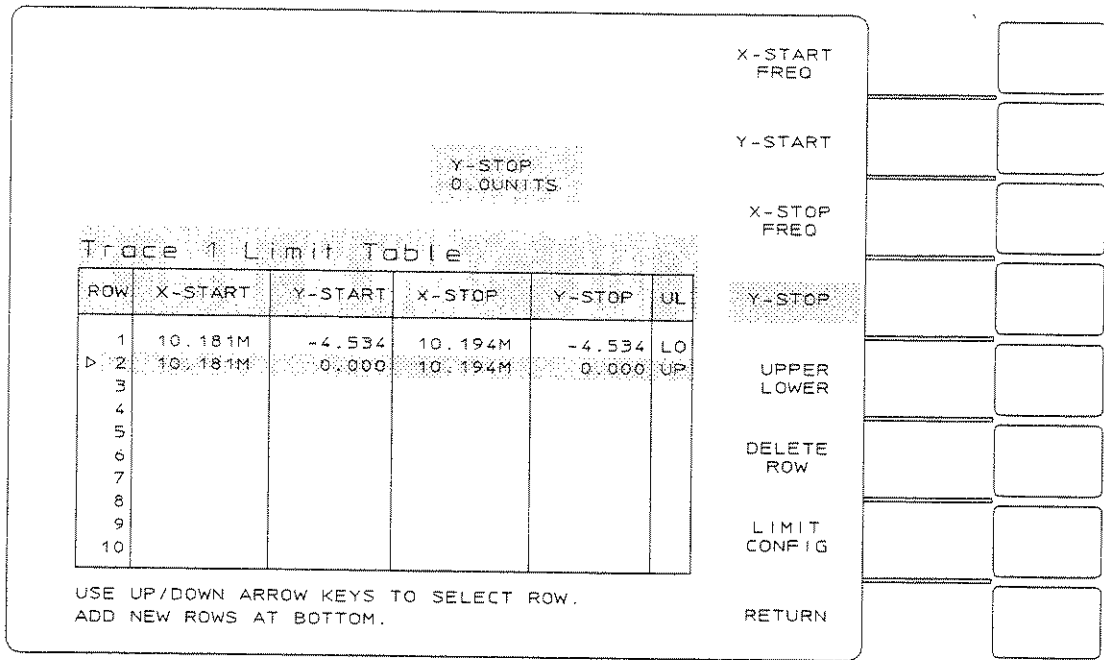 Y-STOP
0.0UNITS
Trace 1 Limit Table
ROW X-START Y-START X-STOP Y-STOP UL
1 10.181M -4.534 10.194M -4.534 LO
▷ 2 10.181M 0.000 10.194M 0.000 UP
3
4
5
6
7
8
9
10
USE UP/DOWN ARROW KEYS TO SELECT ROW.
ADD NEW ROWS AT BOTTOM.
X-START
FREQ
Y-START
X-STOP
FREQ
Y-STOP
UPPER
LOWER
DELETE
ROW
LIMIT
CONFIG
RETURN